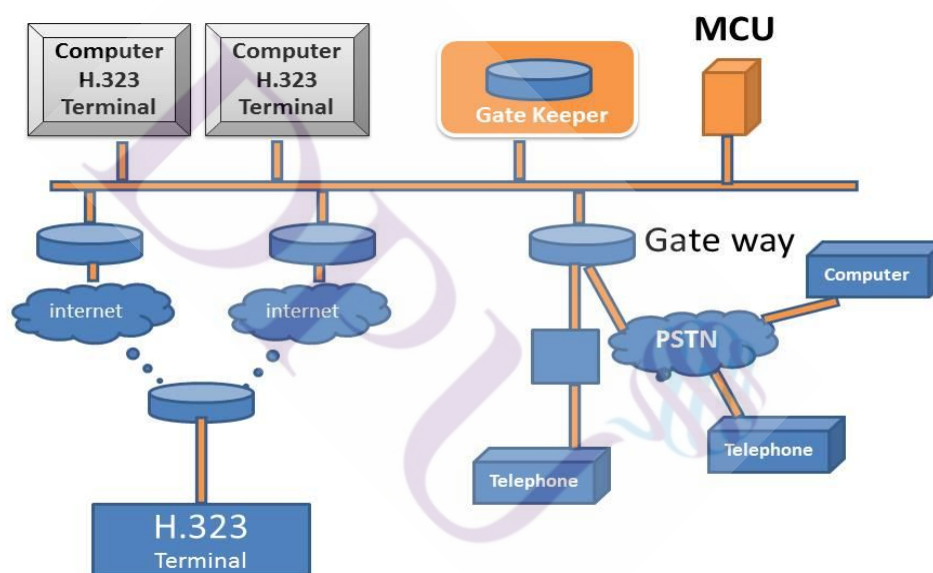 Computer
H.323
Terminal
Computer
H.323
Terminal
Gate Keeper
MCU
internet
internet
Gate way
Computer
PSTN
Telephone
Telephone
H.323
Terminal
DPU